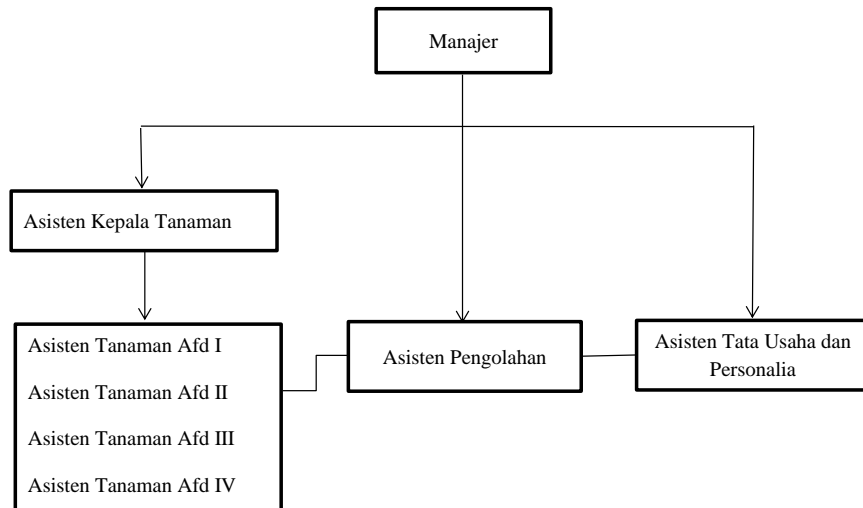 Manajer
Asisten Kepala Tanaman
Asisten Tanaman Afd I
Asisten Tanaman Afd II
Asisten Tanaman Afd III
Asisten Tanaman Afd IV
Asisten Pengolahan
Asisten Tata Usaha dan
Personalia